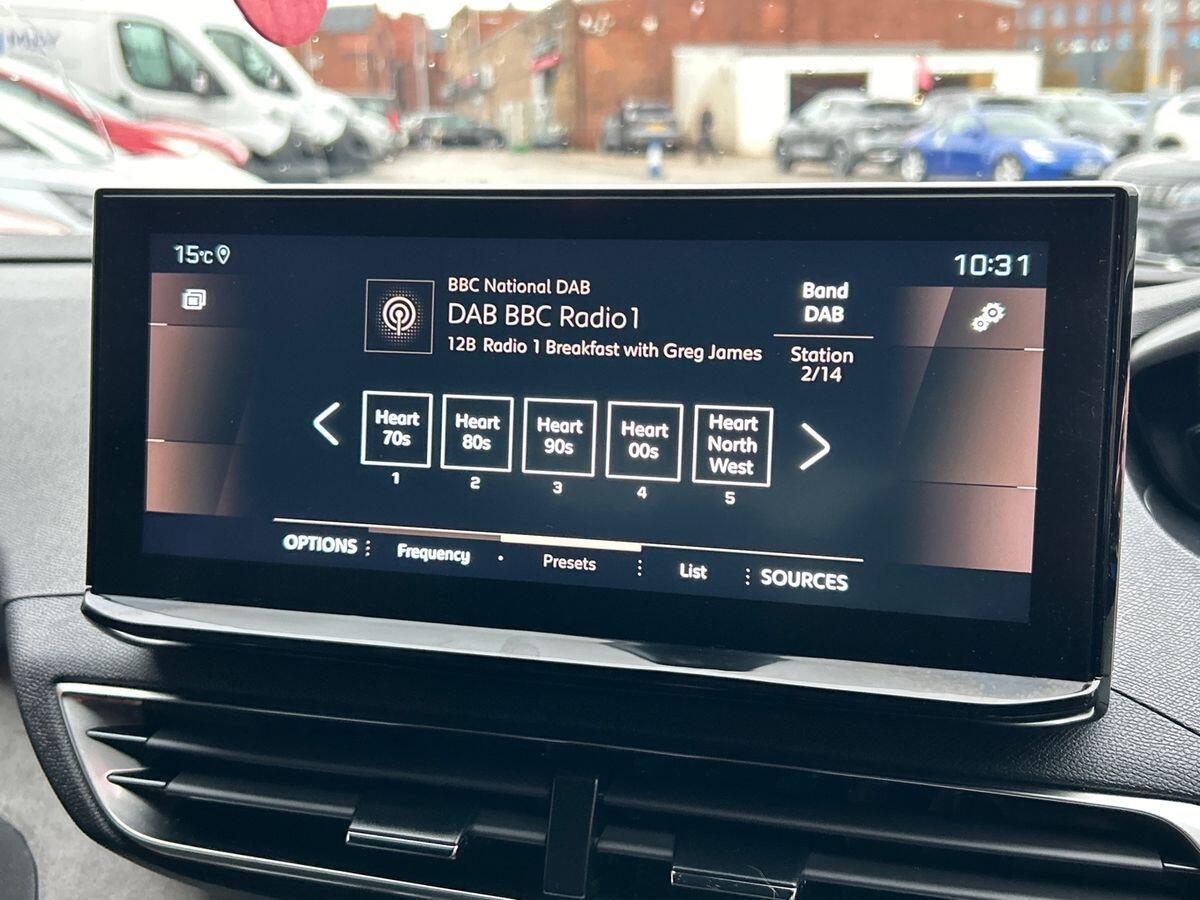 15°C
10:31
BBC National DAB
DAB BBC Radio1
12B Radio 1 Breakfast with Greg James
Band
DAB
Station
2/14
Heart
70s
Heart
80s
Heart
90s
Heart
00s
Heart
North
West
1
2
3
4
5
OPTIONS
Frequency
Presets
List
SOURCES